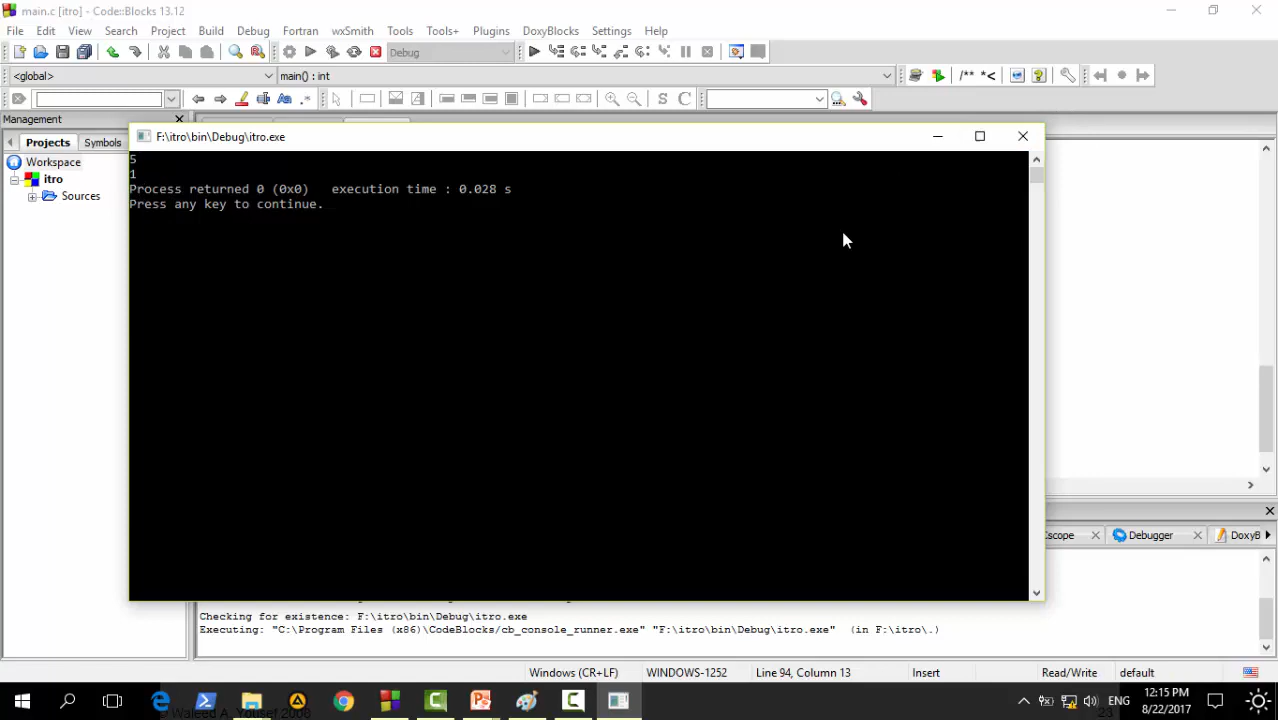 main.c [itro] - Code::Blocks 13.12
File Edit View Search Project Build Debug Fortran wxSmith Tools Tools+ Plugins DoxyBlocks Settings Help
Debug
<global> main() : int
/** *<
S C
Management
Projects Symbols
Workspace
itro
Sources
F:\itro\bin\Debug\itro.exe
5
1
Process returned 0 (0x0) execution time : 0.028 s
Press any key to continue.
Cscope Debugger DoxyB
Checking for existence: F:\itro\bin\Debug\itro.exe
Executing: "C:\Program Files (x86)\CodeBlocks/cb_console_runner.exe" "F:\itro\bin\Debug\itro.exe" (in F:\itro\.)
Windows (CR+LF) WINDOWS-1252 Line 94, Column 13 Insert Read/Write default
ENG 12:15 PM
8/22/2017
Waleed A. Yousef 2008 23